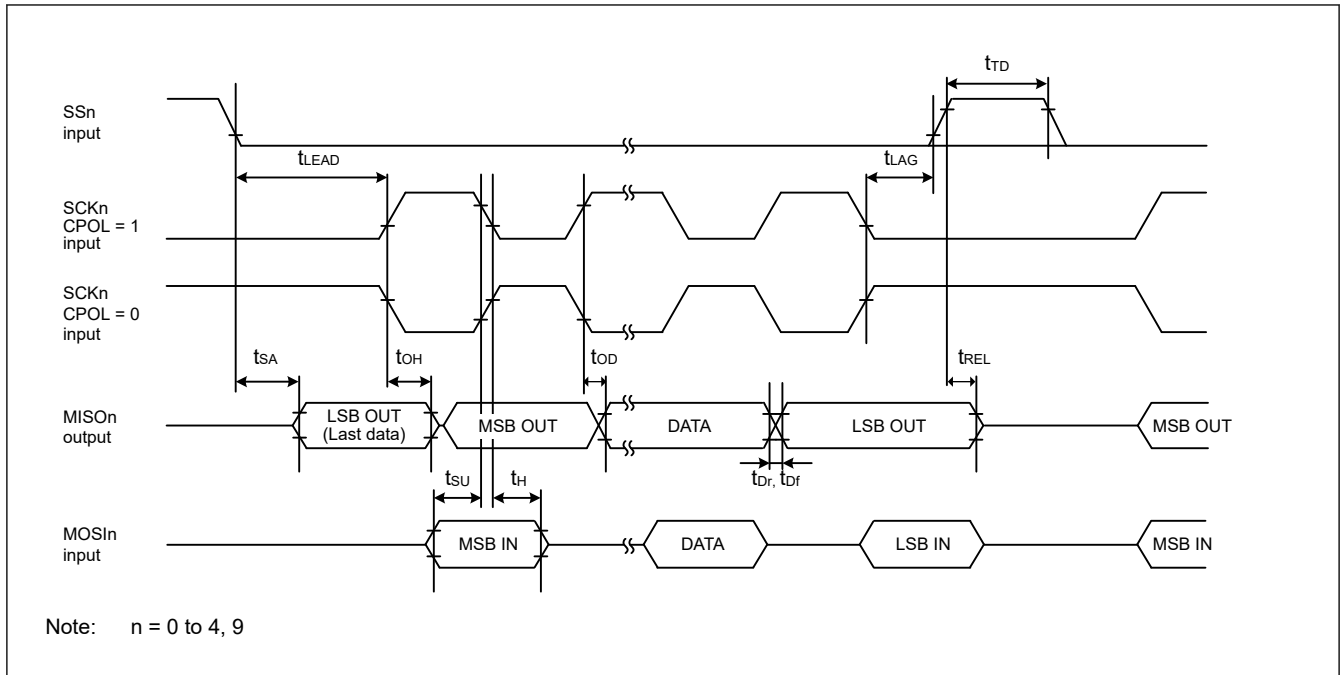 tTD
SSn
input
tLEAD
tLAG
SCKn
CPOL = 1
input
SCKn
CPOL = 0
input
tSA
tOH
tOD
tREL
MISOn
output
LSB OUT
(Last data)
MSB OUT
DATA
LSB OUT
MSB OUT
tSU
tH
tDr, tDf
MOSIn
input
MSB IN
DATA
LSB IN
MSB IN
Note: n = 0 to 4, 9